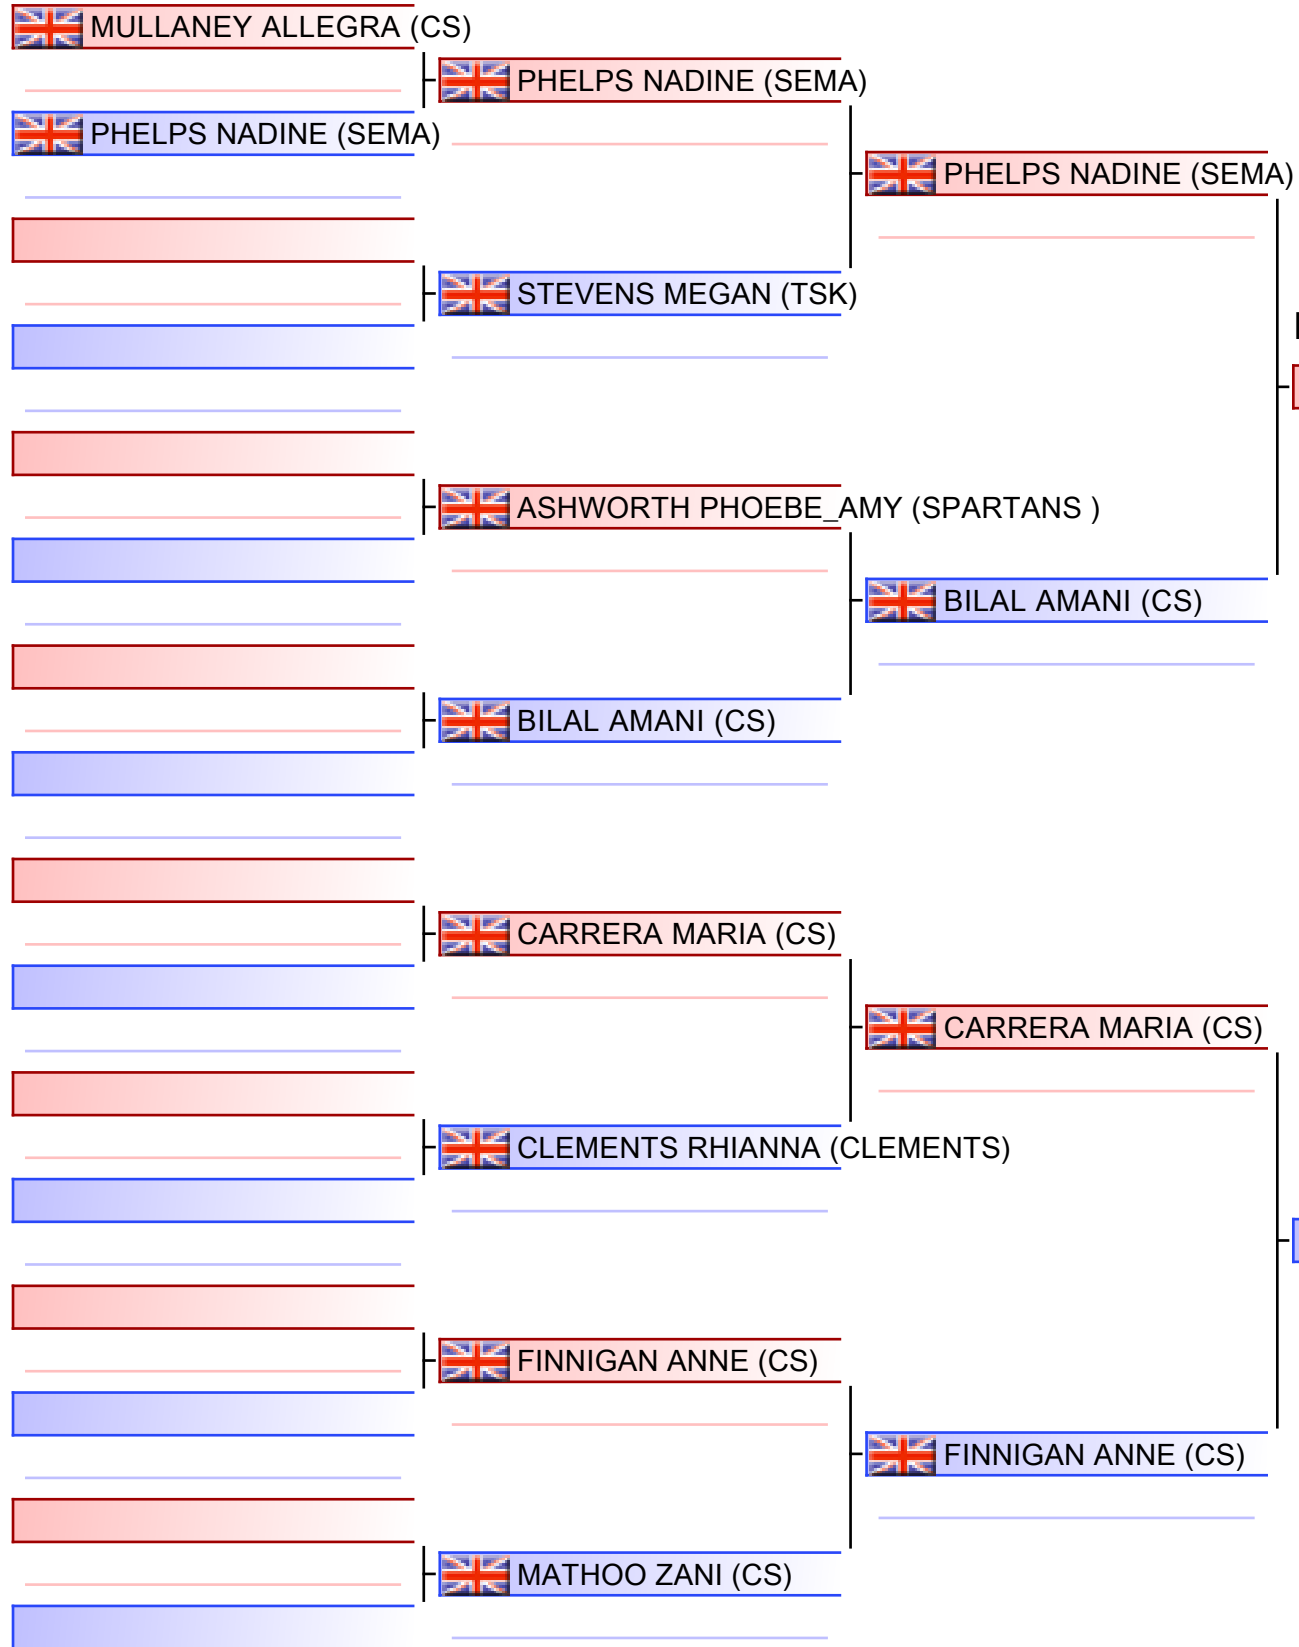 MULLANEY ALLEGRA (CS)
PHELPS NADINE (SEMA)
PHELPS NADINE (SEMA)
PHELPS NADINE (SEMA)
STEVENS MEGAN (TSK)
ASHWORTH PHOEBE_AMY (SPARTANS )
BILAL AMANI (CS)
BILAL AMANI (CS)
CARRERA MARIA (CS)
CARRERA MARIA (CS)
CLEMENTS RHIANNA (CLEMENTS)
FINNIGAN ANNE (CS)
FINNIGAN ANNE (CS)
MATHOO ZANI (CS)